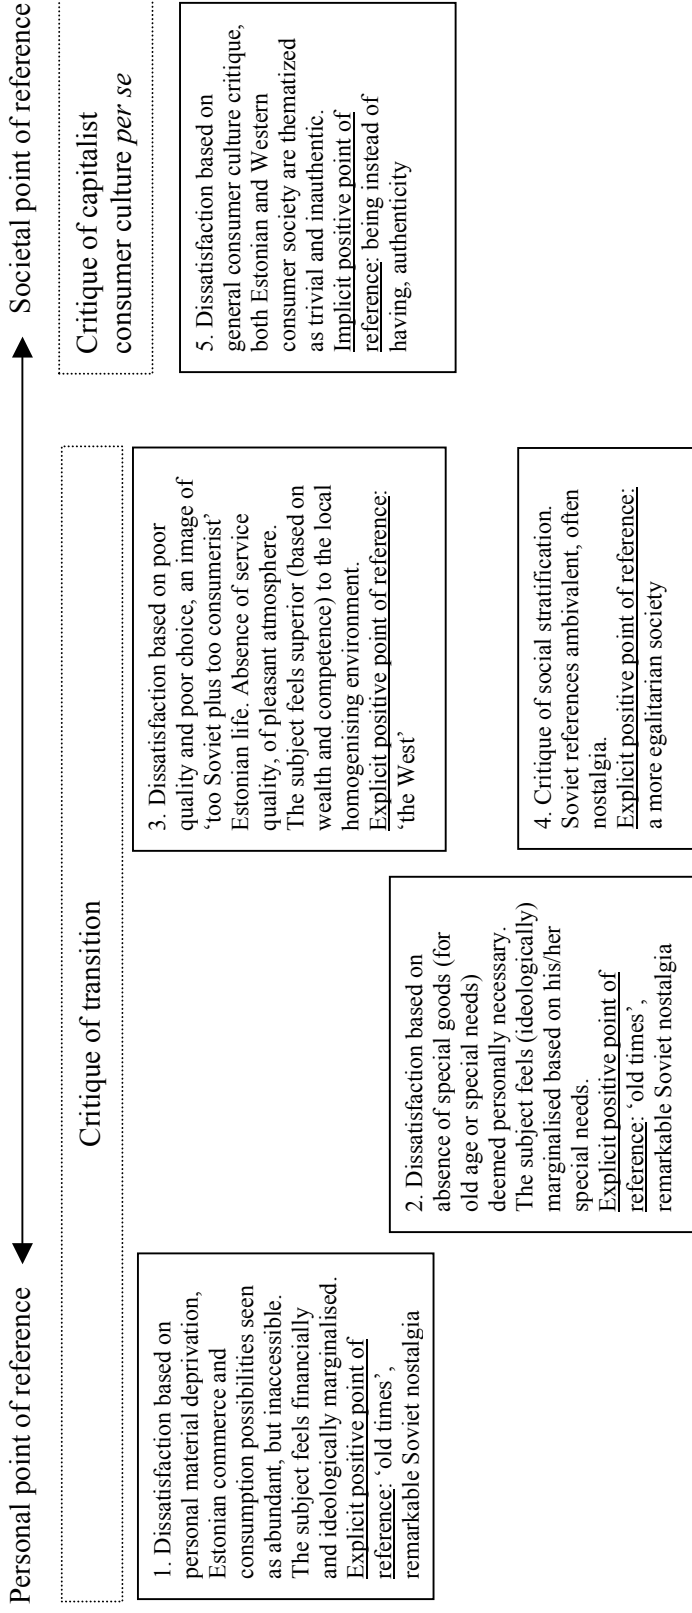 Personal point of reference
Societal point of reference
Critique of transition
Critique of capitalist
consumer culture per se
1. Dissatisfaction based on
personal material deprivation,
Estonian commerce and
consumption possibilities seen
as abundant, but inaccessible.
The subject feels financially
and ideologically marginalised.
Explicit positive point of
reference: ‘old times’,
remarkable Soviet nostalgia
2. Dissatisfaction based on
absence of special goods (for
old age or special needs)
deemed personally necessary.
The subject feels (ideologically)
marginalised based on his/her
special needs.
Explicit positive point of
reference: ‘old times’,
remarkable Soviet nostalgia
3. Dissatisfaction based on poor
quality and poor choice, an image of
‘too Soviet plus too consumerist’
Estonian life. Absence of service
quality, of pleasant atmosphere.
The subject feels superior (based on
wealth and competence) to the local
homogenising environment.
Explicit positive point of reference:
‘the West’
4. Critique of social stratification.
Soviet references ambivalent, often
nostalgia.
Explicit positive point of reference:
a more egalitarian society
5. Dissatisfaction based on
general consumer culture critique,
both Estonian and Western
consumer society are thematized
as trivial and inauthentic.
Implicit positive point of
reference: being instead of
having, authenticity